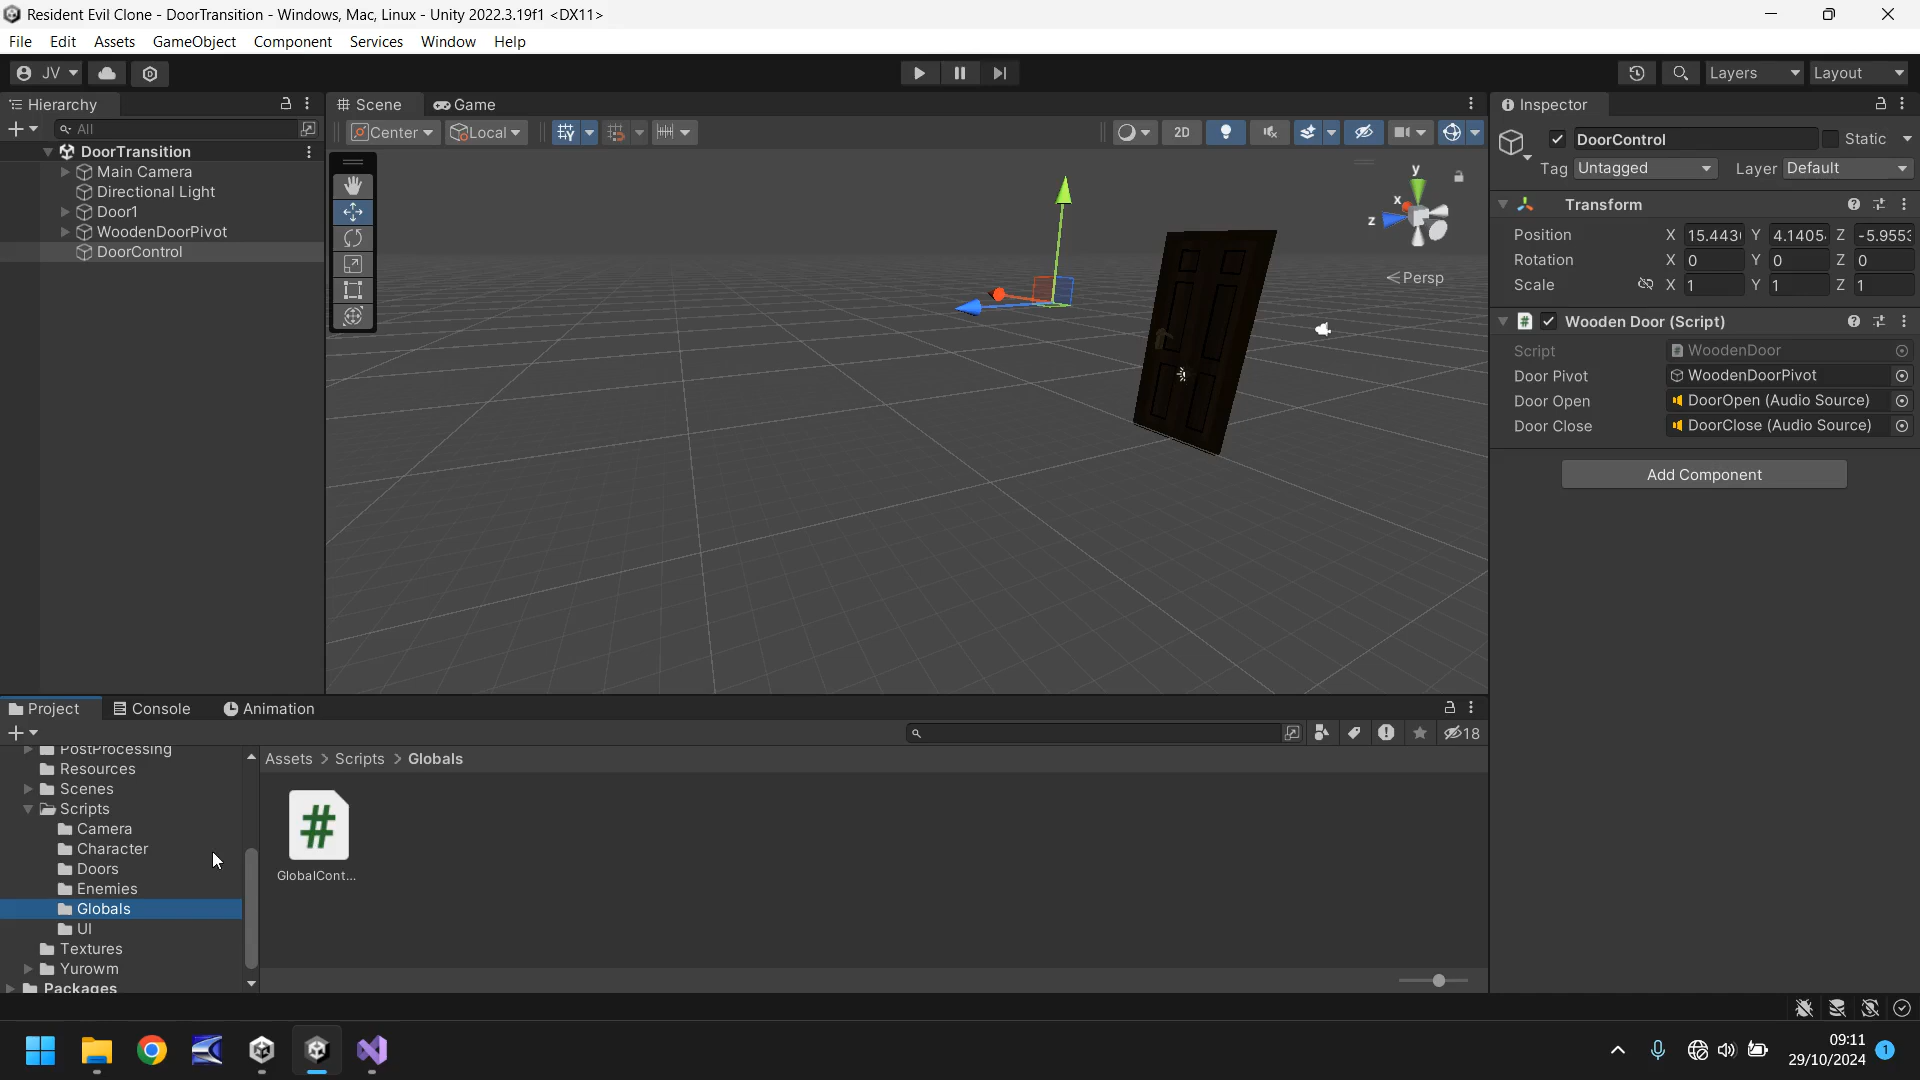 Resident Evil Clone - DoorTransition - Windows, Mac, Linux - Unity 2022.3.19f1 <DX11>
File Edit Assets GameObject Component Services Window Help
JV Layers Layout
Hierarchy
All
DoorTransition
Main Camera
Directional Light
Door1
WoodenDoorPivot
DoorControl
Scene Game
Center Local 2D
y
x
z
Persp
Inspector
DoorControl Static
Tag Untagged Layer Default
Transform
Position X 15.443 Y 4.1405 Z -5.9553
Rotation X 0 Y 0 Z 0
Scale X 1 Y 1 Z 1
Wooden Door (Script)
Script WoodenDoor
Door Pivot WoodenDoorPivot
Door Open DoorOpen (Audio Source)
Door Close DoorClose (Audio Source)
Add Component
Project Console Animation
18
PostProcessing
Resources
Scenes
Scripts
Camera
Character
Doors
Enemies
Globals
UI
Textures
Yurowm
Packages
Assets > Scripts > Globals
#
GlobalCont...
09:11
29/10/2024
1